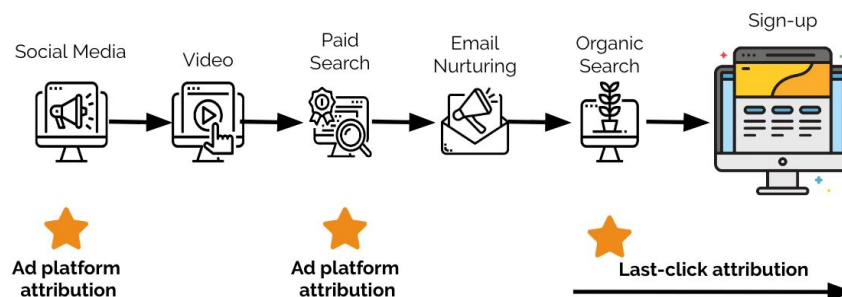 Social Media
Video
Paid
Search
Email
Nurturing
Organic
Search
Sign-up
Ad platform
attribution
Ad platform
attribution
Last-click attribution